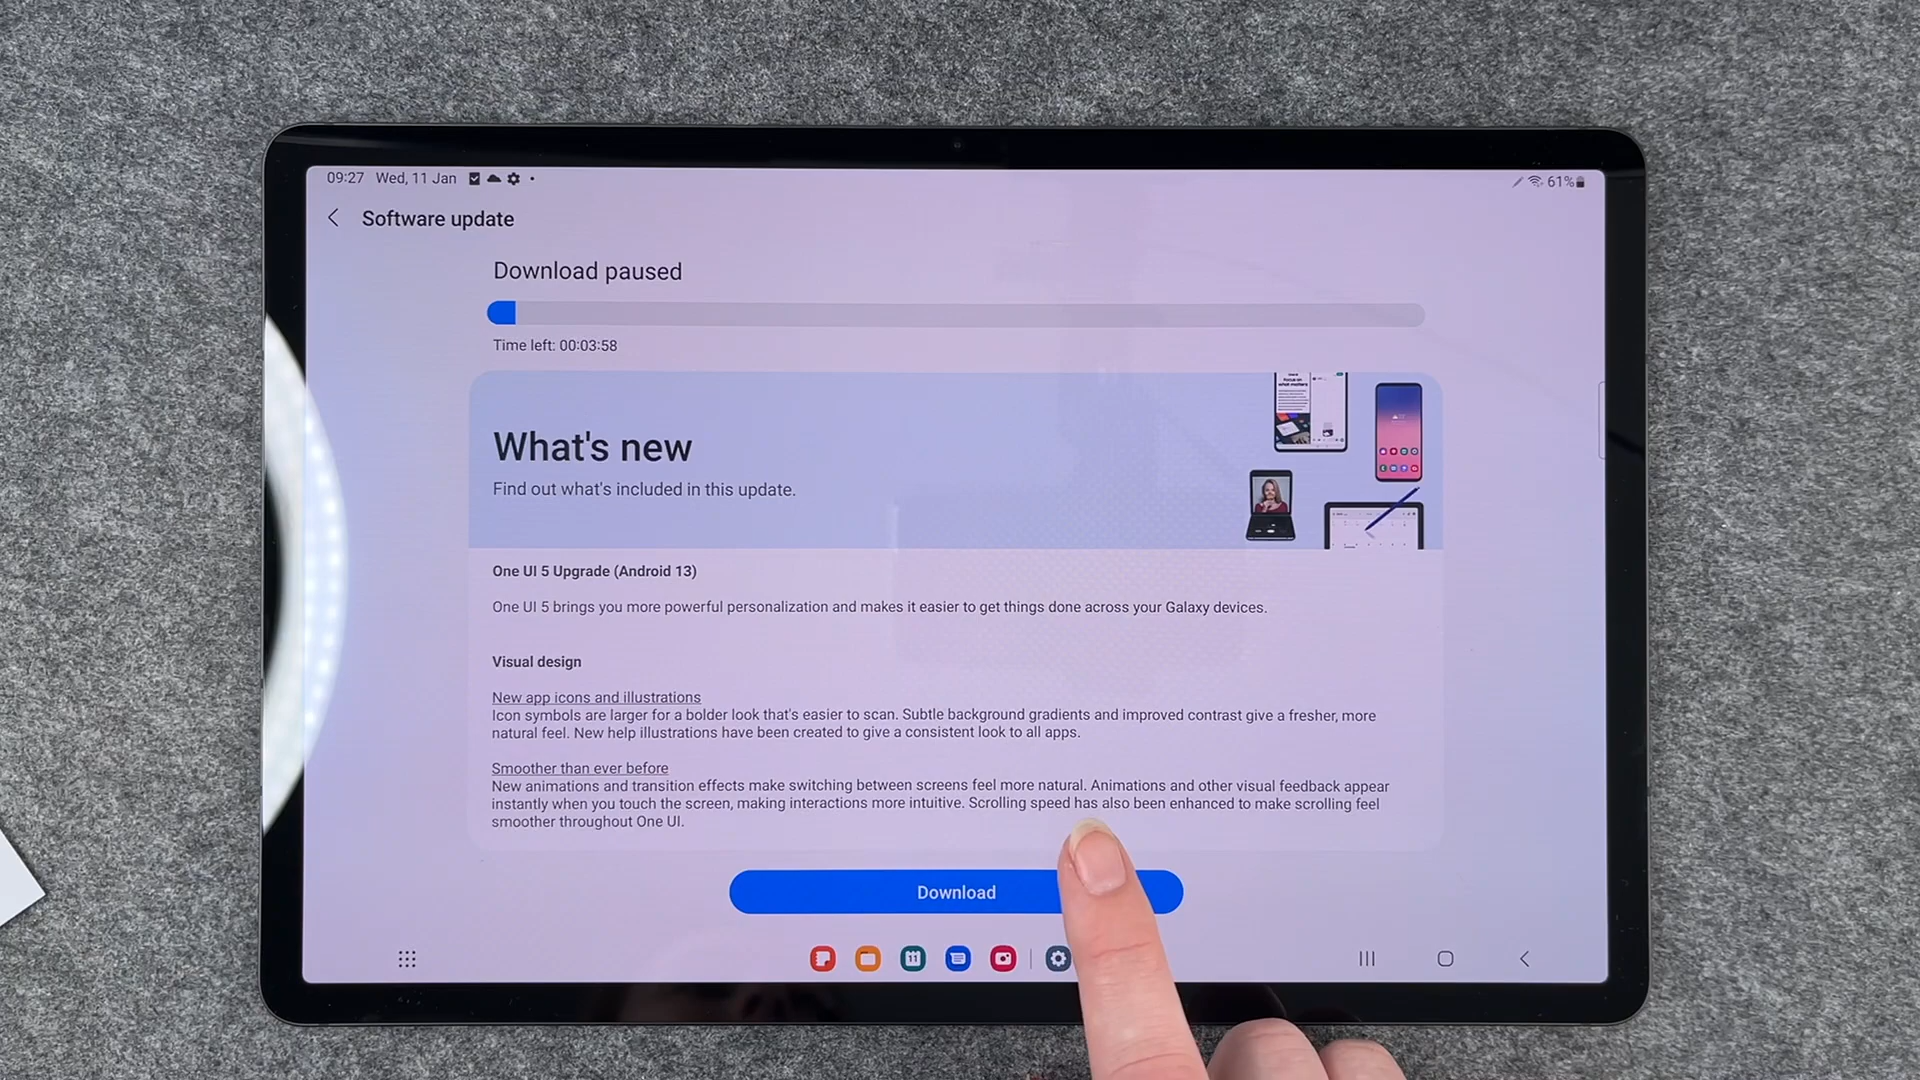 09:27 Wed, 11 Jan
61%
Software update
Download paused
Time left: 00:03:58
What's new
Find out what's included in this update.
focus on
what matters
One UI 5 Upgrade (Android 13)
One UI 5 brings you more powerful personalization and makes it easier to get things done across your Galaxy devices.
Visual design
New app icons and illustrations
Icon symbols are larger for a bolder look that's easier to scan. Subtle background gradients and improved contrast give a fresher, more
natural feel. New help illustrations have been created to give a consistent look to all apps.
Smoother than ever before
New animations and transition effects make switching between screens feel more natural. Animations and other visual feedback appear
instantly when you touch the screen, making interactions more intuitive. Scrolling speed has also been enhanced to make scrolling feel
smoother throughout One UI.
Download
11